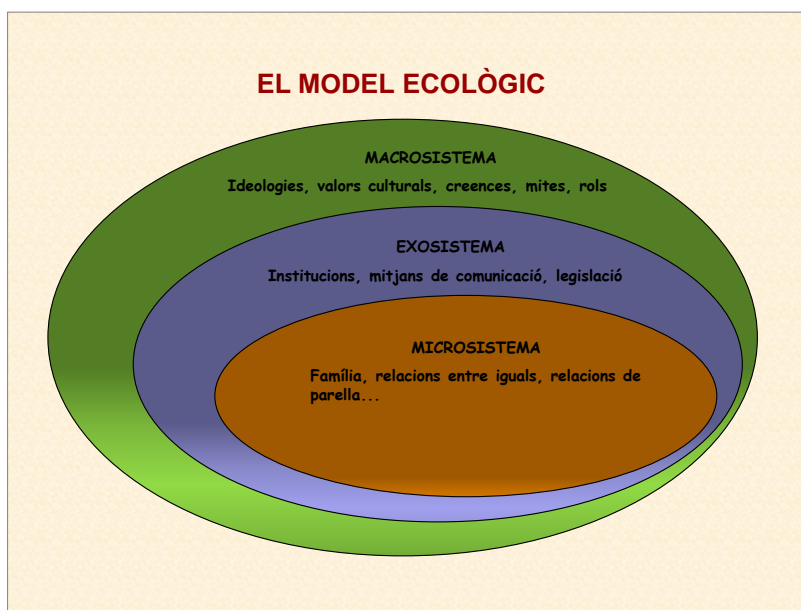 EL MODEL ECOLÒGIC
MACROSISTEMA
Ideologies, valors culturals, creences, mites, rols
EXOSISTEMA
Institucions, mitjans de comunicació, legislació
MICROSISTEMA
Família, relacions entre iguals, relacions de
parella...